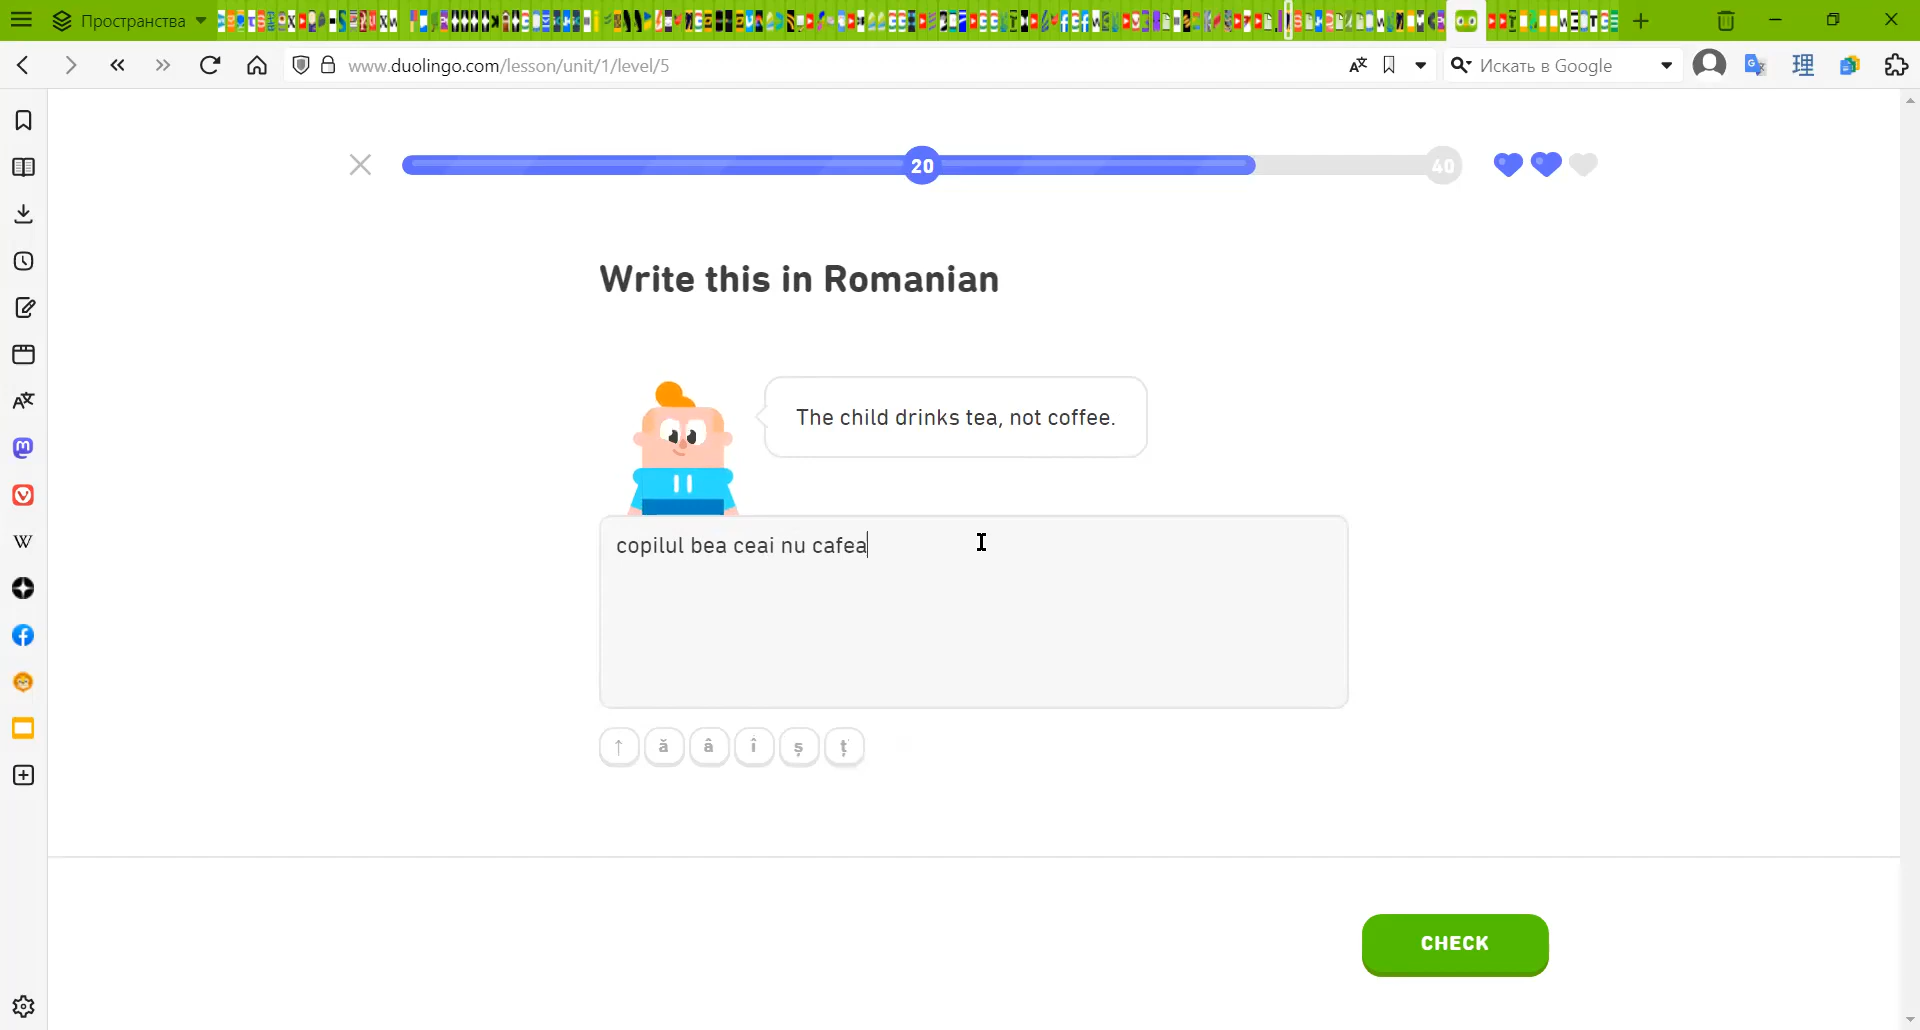 Пространства
www.duolingo.com/lesson/unit/1/level/5
Искать в Google
20
40
Write this in Romanian
The child drinks tea, not coffee.
copilul bea ceai nu cafea
↑ ă â î ș ț
CHECK